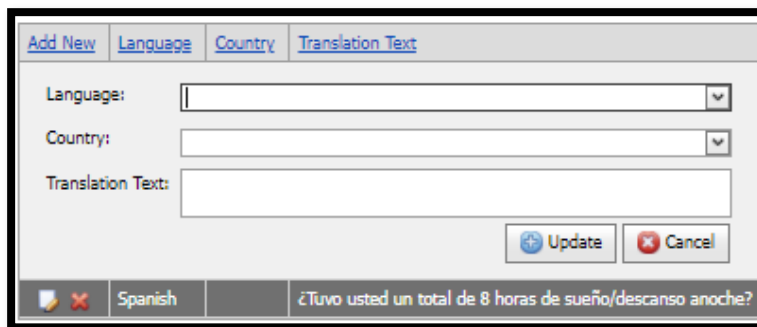 Add New Language Country Translation Text
Language:
Country:
Translation Text:
Update Cancel
Spanish ¿Tuvo usted un total de 8 horas de sueño/descanso anoche?